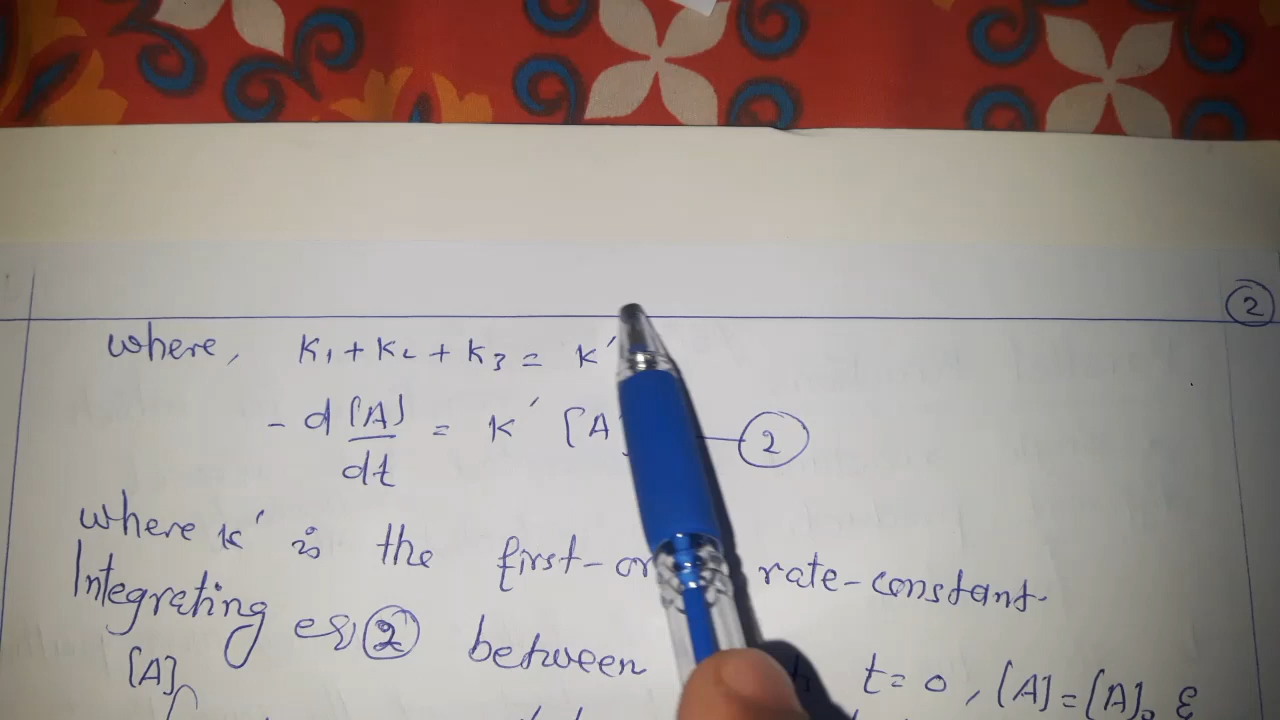 2
where, K₁ + K₂ + K₃ = K′
- d[A]/dt = K′ [A — 2
where K′ is the first- rate-constant
Integrating eq 2 between t = 0, [A] = [A]₀ &
[A]